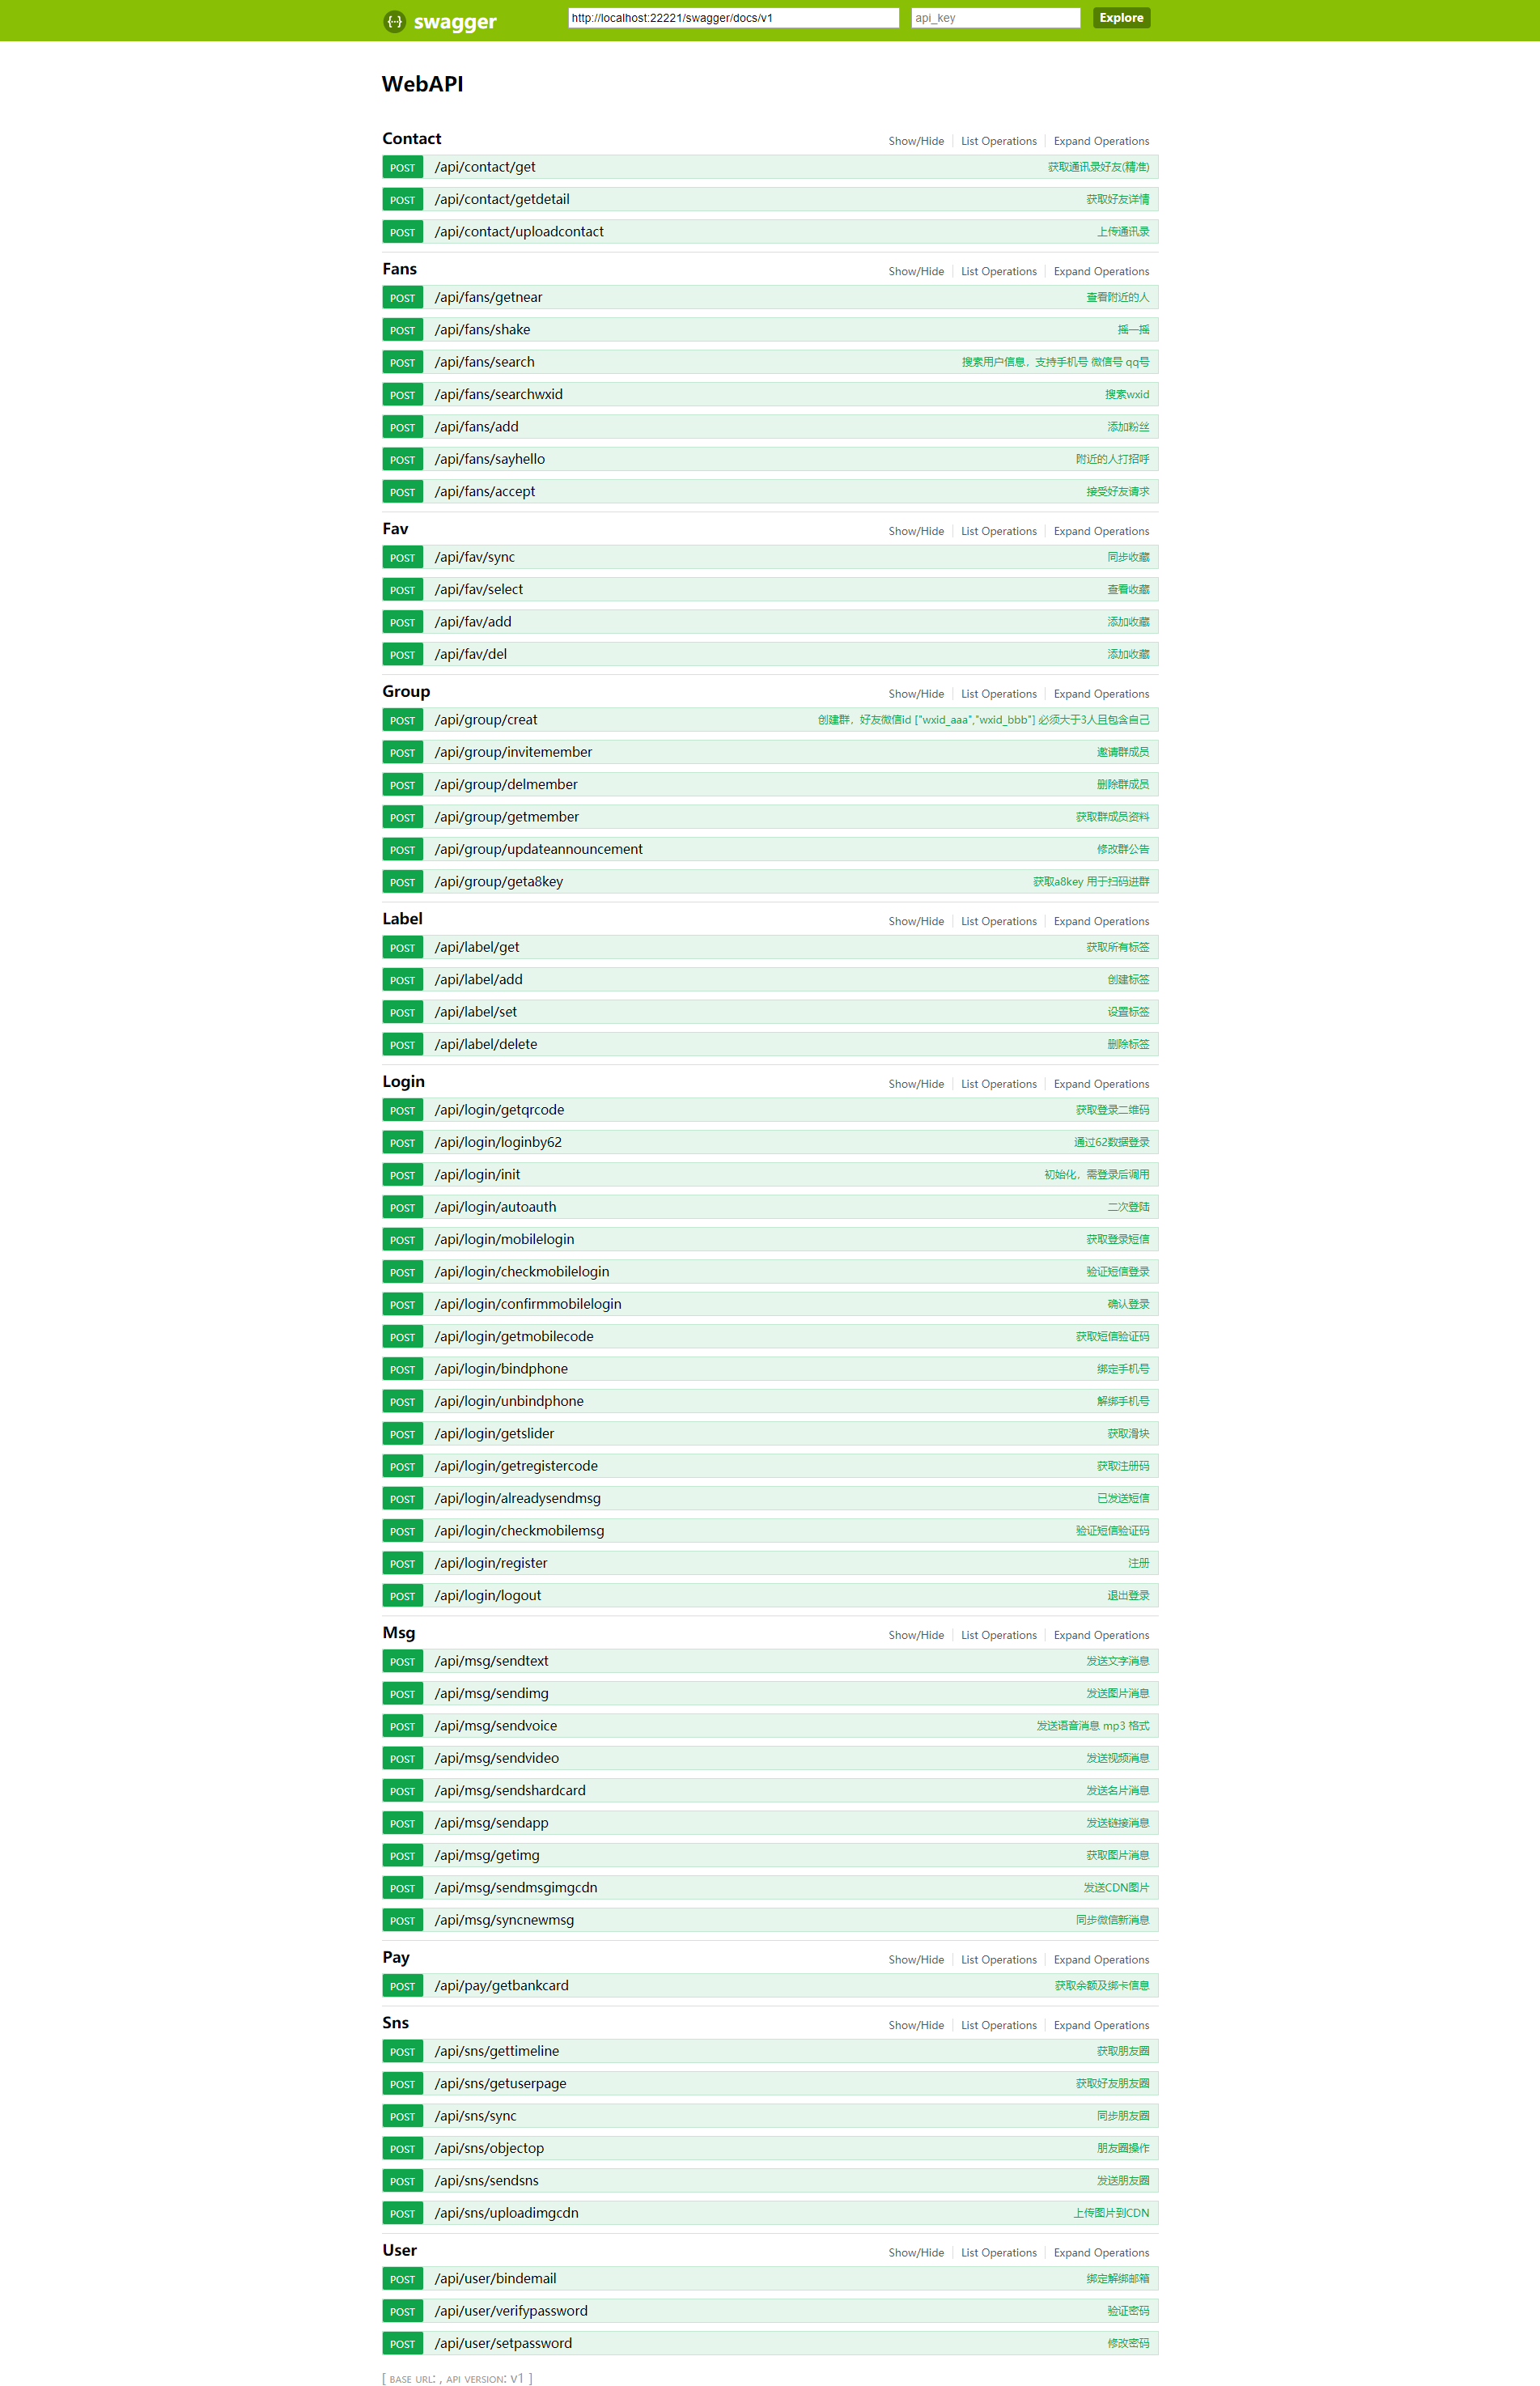 swagger http://localhost:22221/swagger/docs/v1 api_key Explore
WebAPI
Contact Show/Hide List Operations Expand Operations
POST /api/contact/get 获取通讯录好友(精准)
POST /api/contact/getdetail 获取好友详情
POST /api/contact/uploadcontact 上传通讯录
Fans Show/Hide List Operations Expand Operations
POST /api/fans/getnear 查看附近的人
POST /api/fans/shake 摇一摇
POST /api/fans/search 搜索用户信息，支持手机号 微信号 qq号
POST /api/fans/searchwxid 搜索wxid
POST /api/fans/add 添加粉丝
POST /api/fans/sayhello 附近的人打招呼
POST /api/fans/accept 接受好友请求
Fav Show/Hide List Operations Expand Operations
POST /api/fav/sync 同步收藏
POST /api/fav/select 查看收藏
POST /api/fav/add 添加收藏
POST /api/fav/del 添加收藏
Group Show/Hide List Operations Expand Operations
POST /api/group/creat 创建群，好友微信id ["wxid_aaa","wxid_bbb"] 必须大于3人且包含自己
POST /api/group/invitemember 邀请群成员
POST /api/group/delmember 删除群成员
POST /api/group/getmember 获取群成员资料
POST /api/group/updateannouncement 修改群公告
POST /api/group/geta8key 获取a8key 用于扫码进群
Label Show/Hide List Operations Expand Operations
POST /api/label/get 获取所有标签
POST /api/label/add 创建标签
POST /api/label/set 设置标签
POST /api/label/delete 删除标签
Login Show/Hide List Operations Expand Operations
POST /api/login/getqrcode 获取登录二维码
POST /api/login/loginby62 通过62数据登录
POST /api/login/init 初始化，需登录后调用
POST /api/login/autoauth 二次登陆
POST /api/login/mobilelogin 获取登录短信
POST /api/login/checkmobilelogin 验证短信登录
POST /api/login/confirmmobilelogin 确认登录
POST /api/login/getmobilecode 获取短信验证码
POST /api/login/bindphone 绑定手机号
POST /api/login/unbindphone 解绑手机号
POST /api/login/getslider 获取滑块
POST /api/login/getregistercode 获取注册码
POST /api/login/alreadysendmsg 已发送短信
POST /api/login/checkmobilemsg 验证短信验证码
POST /api/login/register 注册
POST /api/login/logout 退出登录
Msg Show/Hide List Operations Expand Operations
POST /api/msg/sendtext 发送文字消息
POST /api/msg/sendimg 发送图片消息
POST /api/msg/sendvoice 发送语音消息 mp3 格式
POST /api/msg/sendvideo 发送视频消息
POST /api/msg/sendshardcard 发送名片消息
POST /api/msg/sendapp 发送链接消息
POST /api/msg/getimg 获取图片消息
POST /api/msg/sendmsgimgcdn 发送CDN图片
POST /api/msg/syncnewmsg 同步微信新消息
Pay Show/Hide List Operations Expand Operations
POST /api/pay/getbankcard 获取余额及绑卡信息
Sns Show/Hide List Operations Expand Operations
POST /api/sns/gettimeline 获取朋友圈
POST /api/sns/getuserpage 获取好友朋友圈
POST /api/sns/sync 同步朋友圈
POST /api/sns/objectop 朋友圈操作
POST /api/sns/sendsns 发送朋友圈
POST /api/sns/uploadimgcdn 上传图片到CDN
User Show/Hide List Operations Expand Operations
POST /api/user/bindemail 绑定解绑邮箱
POST /api/user/verifypassword 验证密码
POST /api/user/setpassword 修改密码
[ BASE URL: , API VERSION: V1 ]